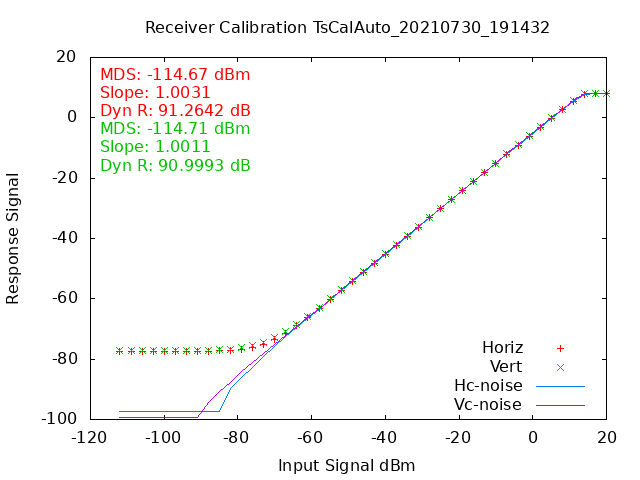 Receiver Calibration TsCalAuto_20210730_191432
20
0
-20
-40
-60
-80
-100
Response Signal
MDS: -114.67 dBm
Slope: 1.0031
Dyn R: 91.2642 dB
MDS: -114.71 dBm
Slope: 1.0011
Dyn R: 90.9993 dB
Horiz
Vert
Hc-noise
Vc-noise
-120 -100 -80 -60 -40 -20 0 20
Input Signal dBm